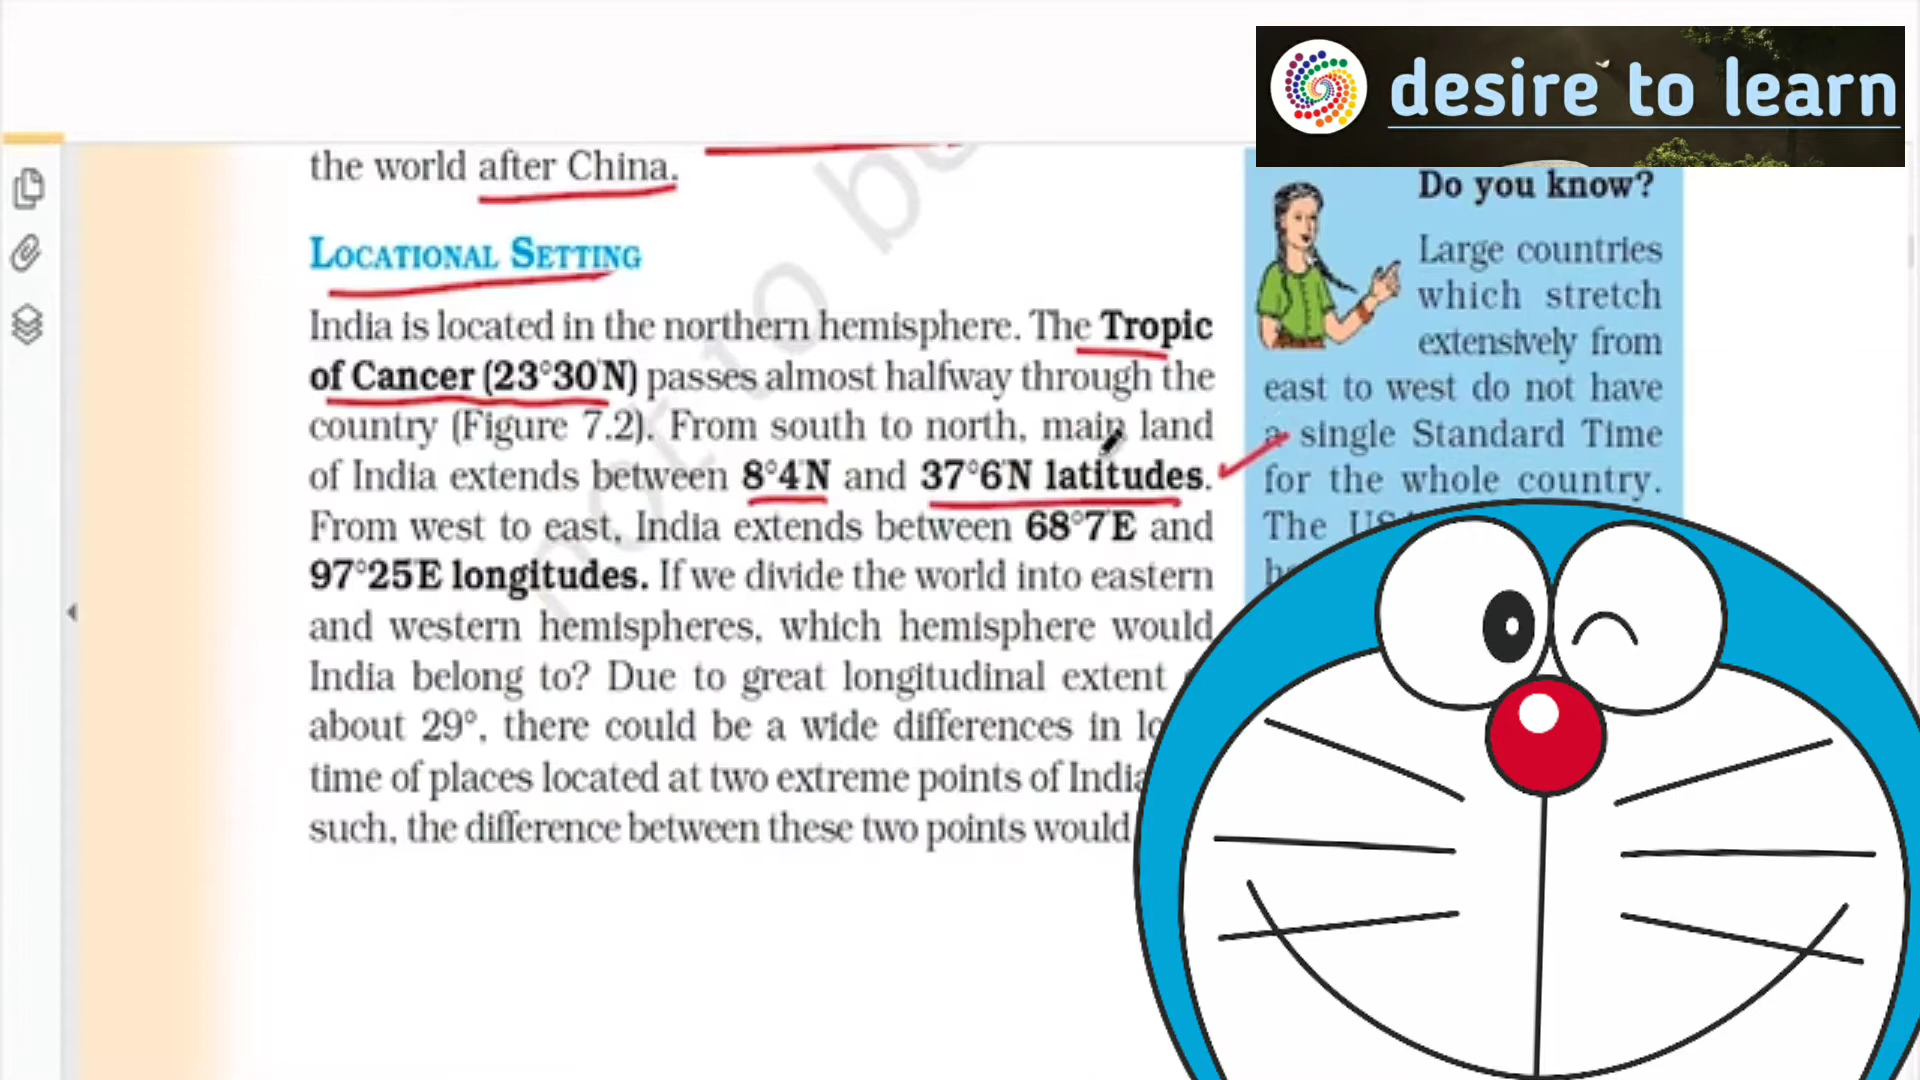 desire to learn
the world after China.
LOCATIONAL SETTING
India is located in the northern hemisphere. The Tropic
of Cancer (23°30'N) passes almost halfway through the
country (Figure 7.2). From south to north, main land
of India extends between 8°4'N and 37°6'N latitudes.
From west to east, India extends between 68°7'E and
97°25'E longitudes. If we divide the world into eastern
and western hemispheres, which hemisphere would
India belong to? Due to great longitudinal extent
about 29°, there could be a wide differences in
time of places located at two extreme points of India
such, the difference between these two points would
Do you know?
Large countries
which stretch
extensively from
east to west do not have
a single Standard Time
for the whole country.
The